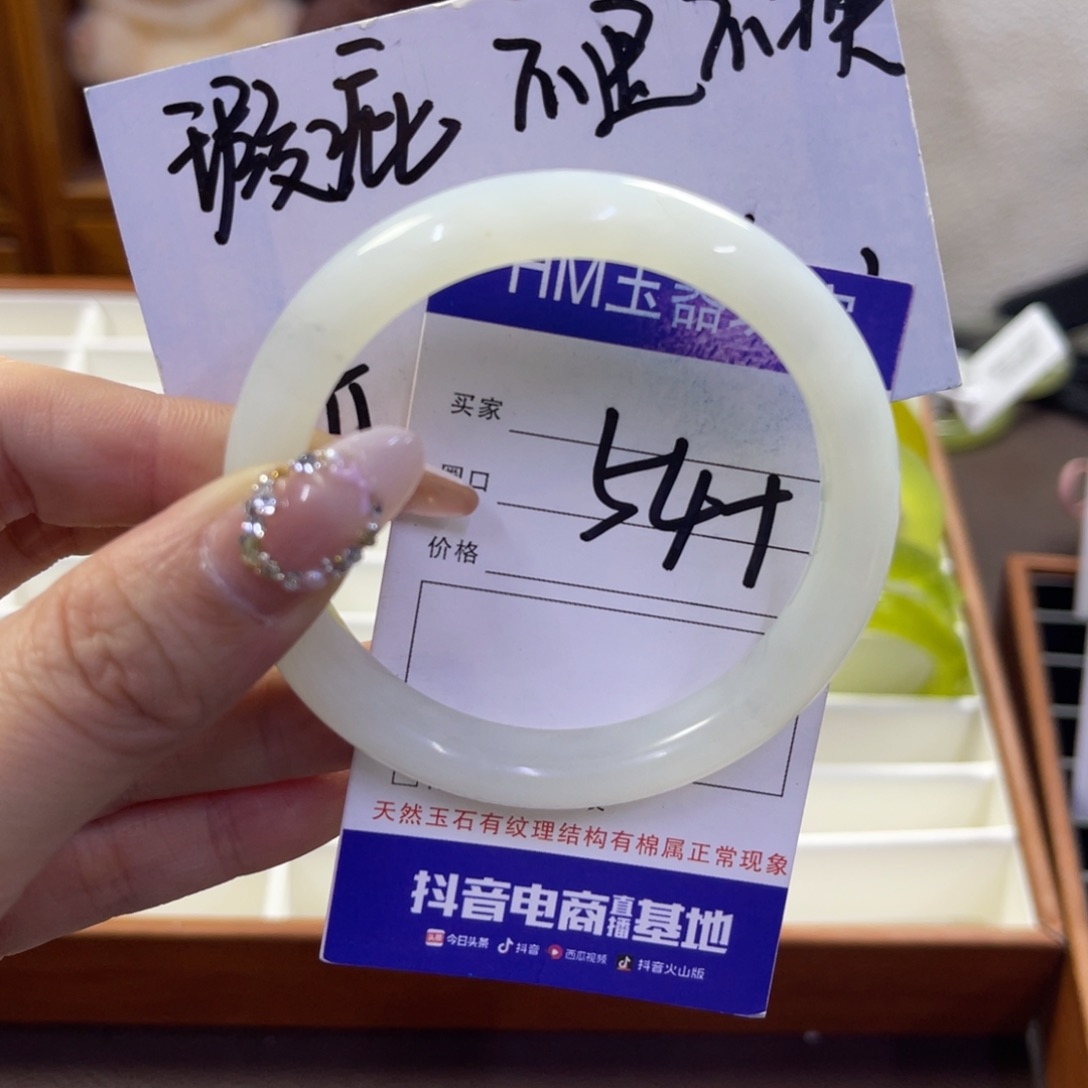 瑕疵 不退不换
HM玉器
买家
圈口 54+
价格
天然玉石有纹理结构有棉属正常现象
抖音电商直播基地
今日头条 抖音 西瓜视频 抖音火山版